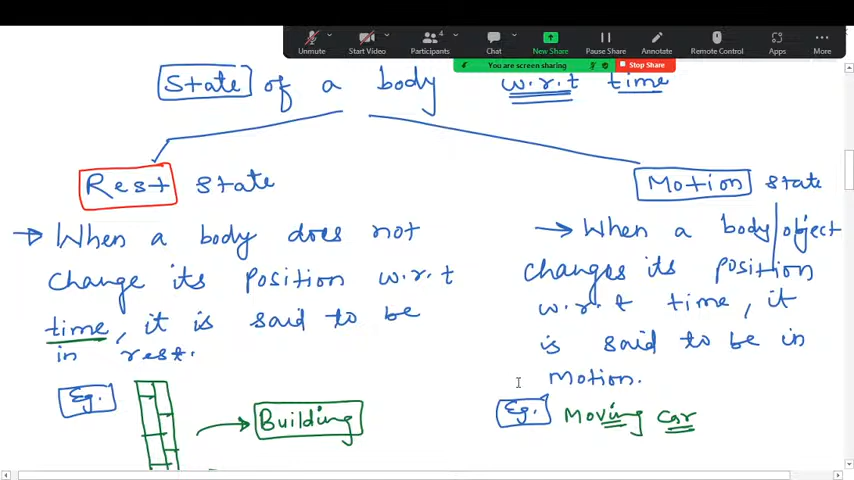 Unmute
Start Video
Participants
4
Chat
New Share
Pause Share
Annotate
Remote Control
Apps
More
You are screen sharing
Stop Share
State of a body w.r.t time
Rest state
→ When a body does not
change its position w.r.t
time, it is said to be
in rest.
Eg.
Building
Motion state
→ When a body/object
changes its position
w.r.t time, it
is said to be in
motion.
Eg. Moving car